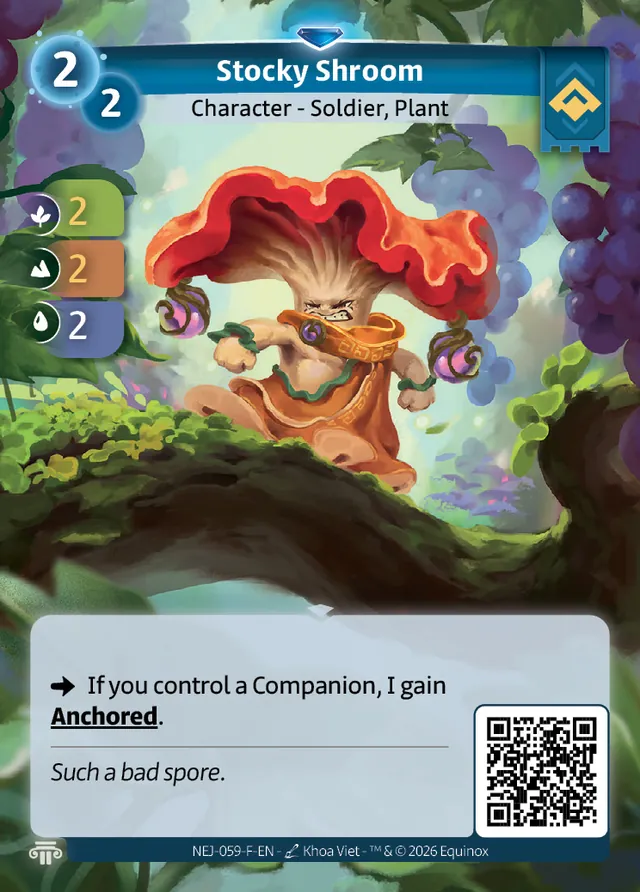 2
Stocky Shroom
2
Character - Soldier, Plant
2
2
2
If you control a Companion, I gain
Anchored.
Such a bad spore.
NEJ-059-F-EN - Khoa Viet - ™ & © 2026 Equinox